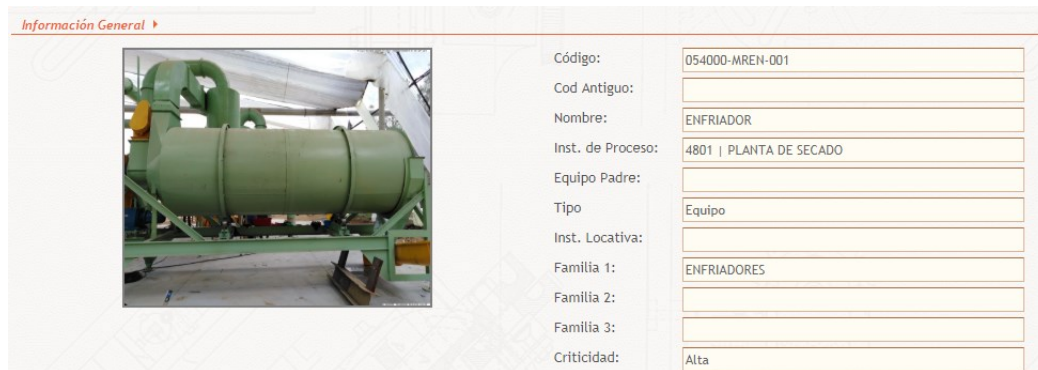 Información General
Código: 054000-MREN-001
Cod Antiguo:
Nombre: ENFRIADOR
Inst. de Proceso: 4801 | PLANTA DE SECADO
Equipo Padre:
Tipo Equipo
Inst. Locativa:
Familia 1: ENFRIADORES
Familia 2:
Familia 3:
Criticidad: Alta